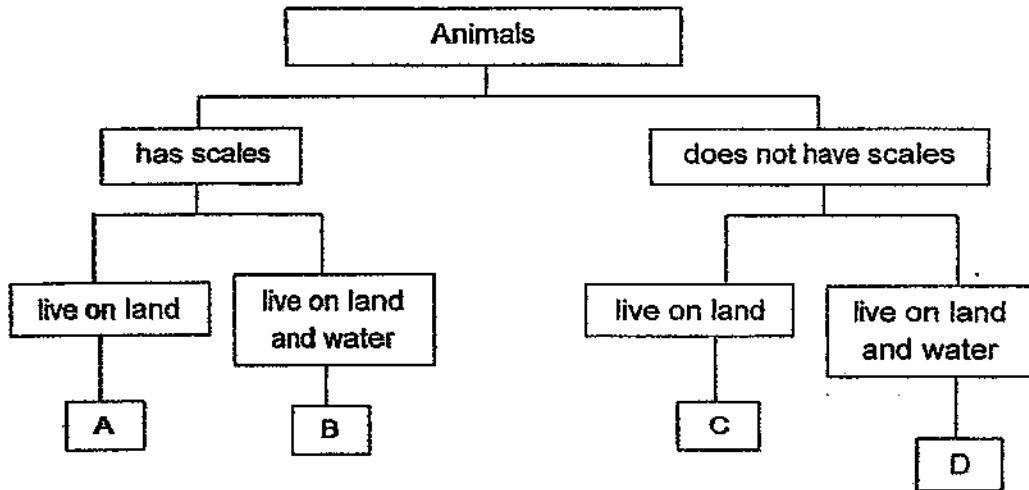 Animals
has scales
does not have scales
live on land
live on land
and water
live on land
live on land
and water
A
B
C
D